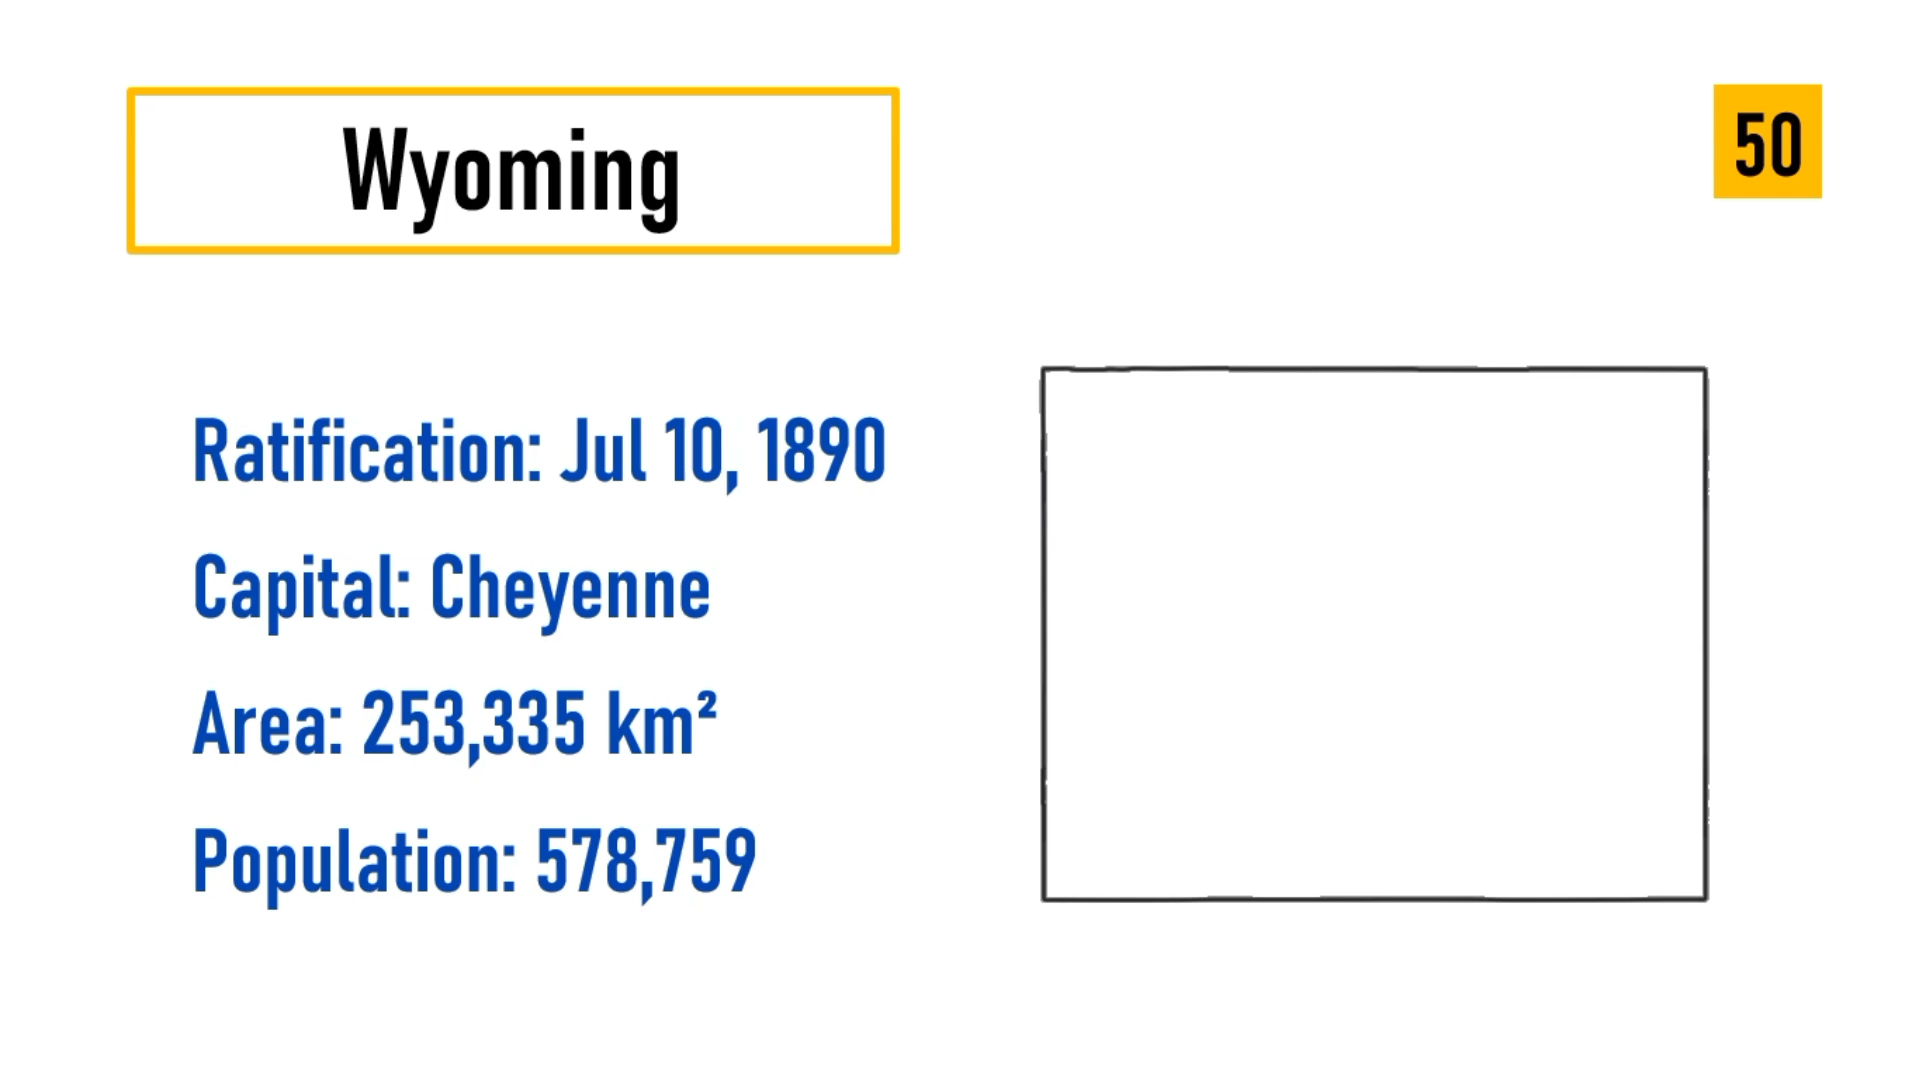 Wyoming
50
Ratification: Jul 10, 1890
Capital: Cheyenne
Area: 253,335 km²
Population: 578,759